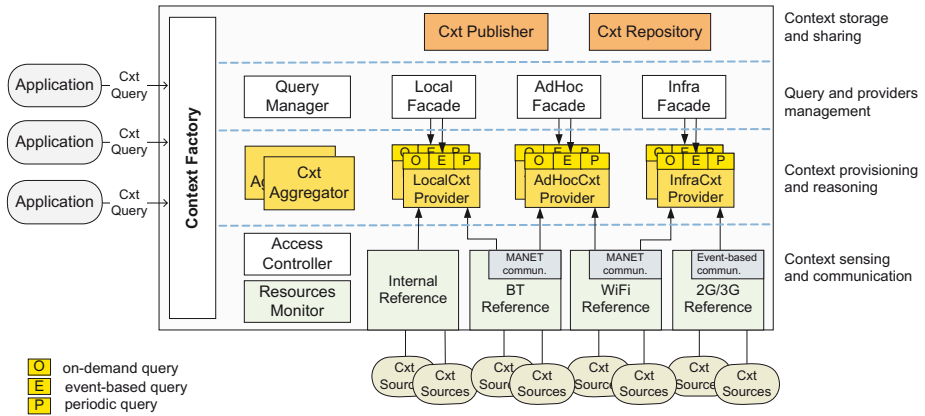 Cxt Publisher
Cxt Repository
Context storage
and sharing
Application
Cxt
Query
Application
Cxt
Query
Application
Cxt
Query
Context Factory
Query
Manager
Local
Facade
AdHoc
Facade
Infra
Facade
Query and providers
management
Cxt
Aggregator
O E P
O E P
LocalCxt
Provider
O E P
O E P
AdHocCxt
Provider
O E P
O E P
InfraCxt
Provider
Context provisioning
and reasoning
Access
Controller
Resources
Monitor
Internal
Reference
MANET
commun.
BT
Reference
MANET
commun.
WiFi
Reference
Event-based
commun.
2G/3G
Reference
Context sensing
and communication
Cxt
Sources
Cxt
Sources
Cxt
Sources
Cxt
Sources
Cxt
Sources
Cxt
Sources
Cxt
Sources
Cxt
Sources
O on-demand query
E event-based query
P periodic query